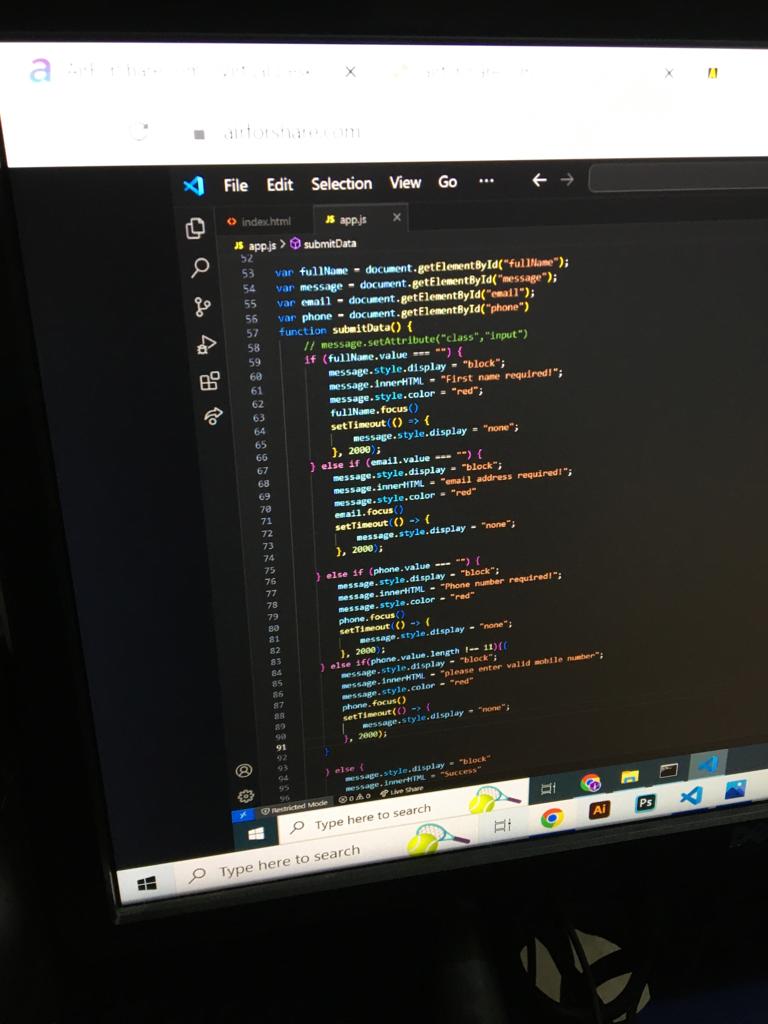 airforshare.com
File Edit Selection View Go ...
index.html JS app.js
JS app.js > submitData
52
53 var fullName = document.getElementById("fullName");
54 var message = document.getElementById("message");
55 var email = document.getElementById("email");
56 var phone = document.getElementById("phone")
57 function submitData() {
58 // message.setAttribute("class","input")
59 if (fullName.value === "") {
60 message.style.display = "block";
61 message.innerHTML = "First name required!";
62 message.style.color = "red";
63 fullName.focus()
64 setTimeout(() => {
65 message.style.display = "none";
66 }, 2000);
67 } else if (email.value === "") {
68 message.style.display = "block";
69 message.innerHTML = "email address required!";
70 message.style.color = "red"
71 email.focus()
72 setTimeout(() => {
73 message.style.display = "none";
74 }, 2000);
75
76 } else if (phone.value === "") {
77 message.style.display = "block";
78 message.innerHTML = "Phone number required!";
79 message.style.color = "red"
80 phone.focus()
81 setTimeout(() => {
82 message.style.display = "none";
83 }, 2000);
84 } else if(phone.value.length !== 11){(
85 message.style.display = "block";
86 message.innerHTML = "please enter valid mobile number";
87 message.style.color = "red"
88 phone.focus()
89 setTimeout(() => {
90 message.style.display = "none";
91 }, 2000);
92 }
93 } else {
94 message.style.display = "block"
95 message.innerHTML = "Success"
96
Restricted Mode 0 0 Live Share
Type here to search
Ai Ps
Type here to search